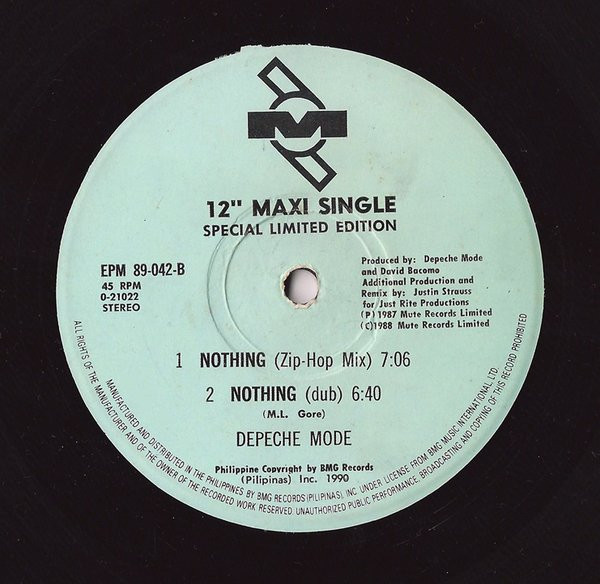 M
12" MAXI SINGLE
SPECIAL LIMITED EDITION
EPM 89-042-B
45 RPM
0-21022
STEREO
Produced by: Depeche Mode
and David Bacomo
Additional Production and
Remix by: Justin Strauss
for Just Rite Productions
(P)1987 Mute Records Limited
(C)1988 Mute Records Limited
1 NOTHING (Zip-Hop Mix) 7:06
2 NOTHING (dub) 6:40
(M.L. Gore)
DEPECHE MODE
Philippine Copyright by BMG Records
(Pilipinas) Inc. 1990
MANUFACTURED AND DISTRIBUTED IN THE PHILIPPINES BY BMG RECORDS (PILIPINAS), INC. UNDER LICENSE FROM BMG MUSIC INTERNATIONAL LTD.
ALL RIGHTS OF THE MANUFACTURER AND OF THE OWNER OF THE RECORDED WORK RESERVED. UNAUTHORIZED PUBLIC PERFORMANCE, BROADCASTING AND COPYING OF THIS RECORD PROHIBITED